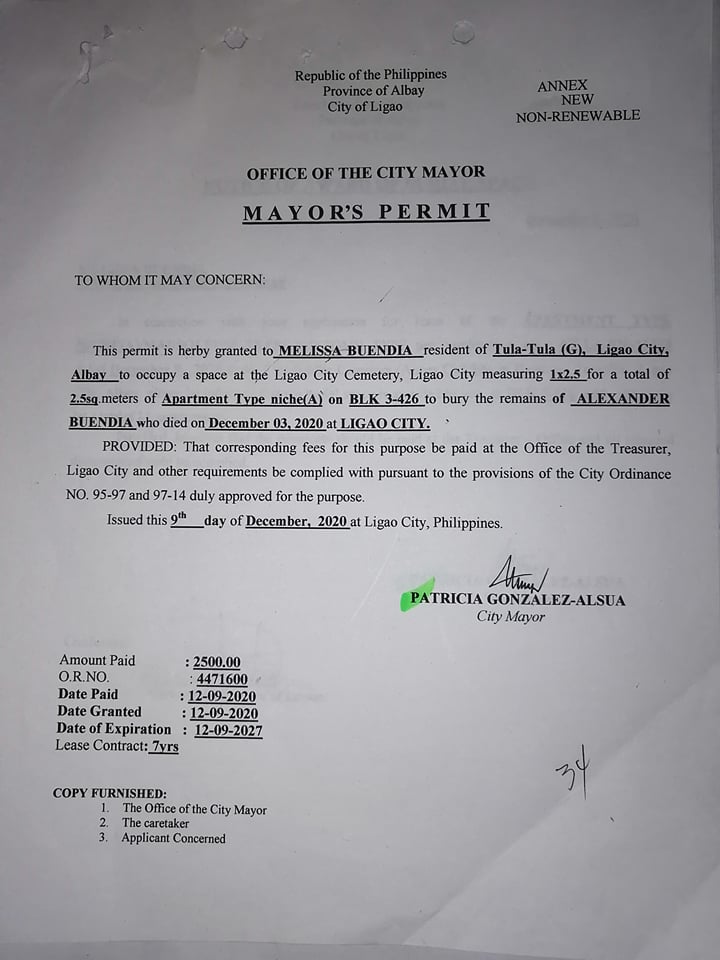 Republic of the Philippines
Province of Albay
City of Ligao
ANNEX
NEW
NON-RENEWABLE
OFFICE OF THE CITY MAYOR
MAYOR'S PERMIT
TO WHOM IT MAY CONCERN:
This permit is herby granted to MELISSA BUENDIA resident of Tula-Tula (G), Ligao City,
Albay to occupy a space at the Ligao City Cemetery, Ligao City measuring 1x2.5 for a total of
2.5sq.meters of Apartment Type niche(A) on BLK 3-426 to bury the remains of ALEXANDER
BUENDIA who died on December 03, 2020 at LIGAO CITY.
PROVIDED: That corresponding fees for this purpose be paid at the Office of the Treasurer,
Ligao City and other requirements be complied with pursuant to the provisions of the City Ordinance
NO. 95-97 and 97-14 duly approved for the purpose.
Issued this 9th day of December, 2020 at Ligao City, Philippines.
PATRICIA GONZALEZ-ALSUA
City Mayor
Amount Paid : 2500.00
O.R.NO. : 4471600
Date Paid : 12-09-2020
Date Granted : 12-09-2020
Date of Expiration : 12-09-2027
Lease Contract: 7yrs
34
COPY FURNISHED:
1. The Office of the City Mayor
2. The caretaker
3. Applicant Concerned